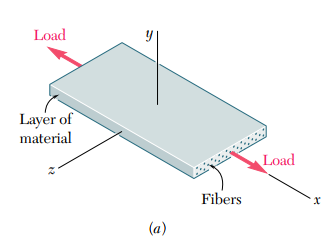 Load
y
Layer of
material
z
Load
Fibers
x
(a)